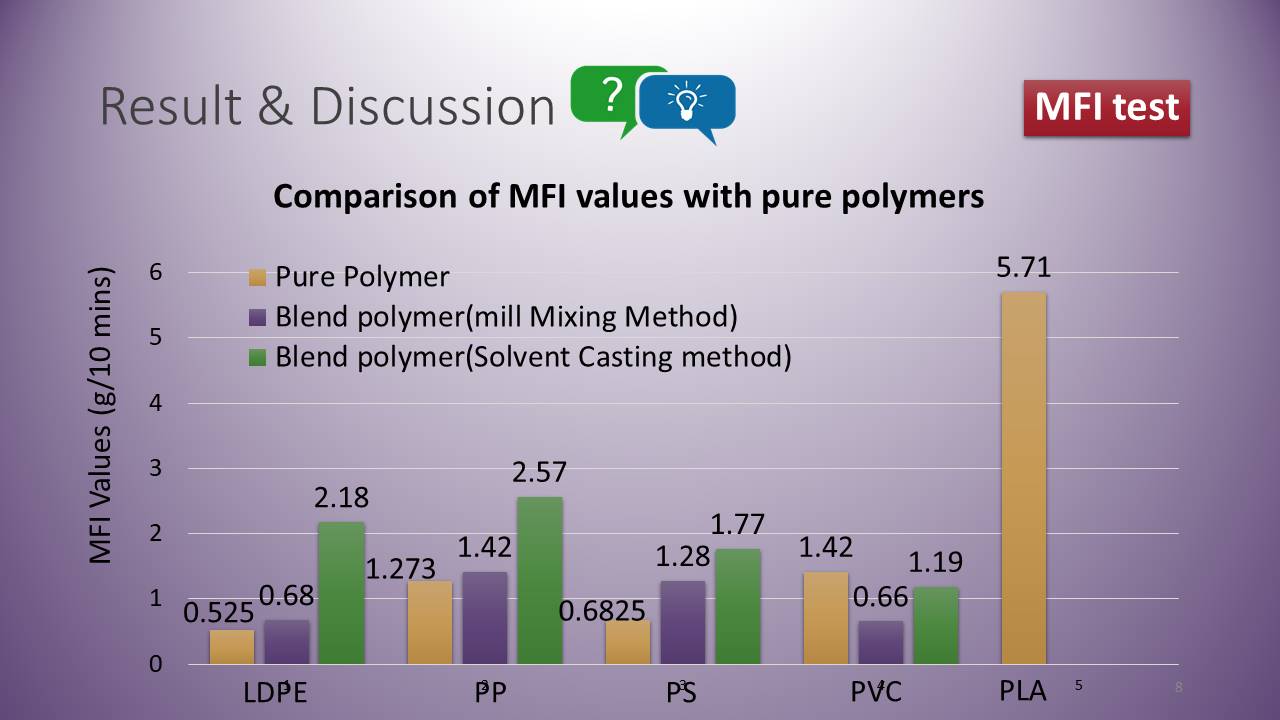 Result & Discussion
?
MFI test
Comparison of MFI values with pure polymers
MFI Values (g/10 mins)
6
5
4
3
2
1
0
Pure Polymer
Blend polymer(mill Mixing Method)
Blend polymer(Solvent Casting method)
0.525
0.68
2.18
1.273
1.42
2.57
0.6825
1.28
1.77
1.42
0.66
1.19
5.71
1
2
3
4
5
LDPE
PP
PS
PVC
PLA
8